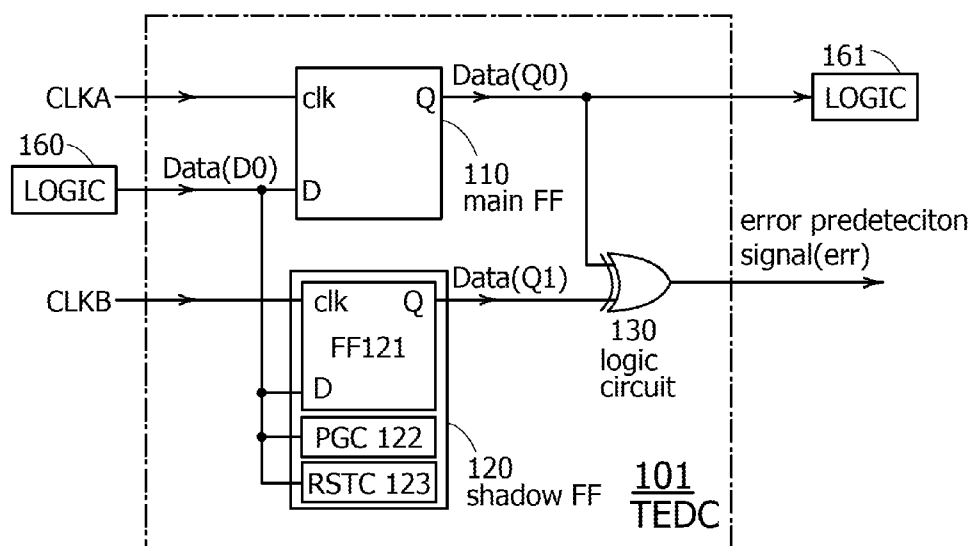 161
CLKA
clk
Q
Data(Q0)
LOGIC
160
LOGIC
Data(D0)
D
110
main FF
error predeteciton
signal(err)
CLKB
clk
Q
Data(Q1)
FF121
D
130
logic
circuit
PGC 122
RSTC 123
120
shadow FF
101
TEDC